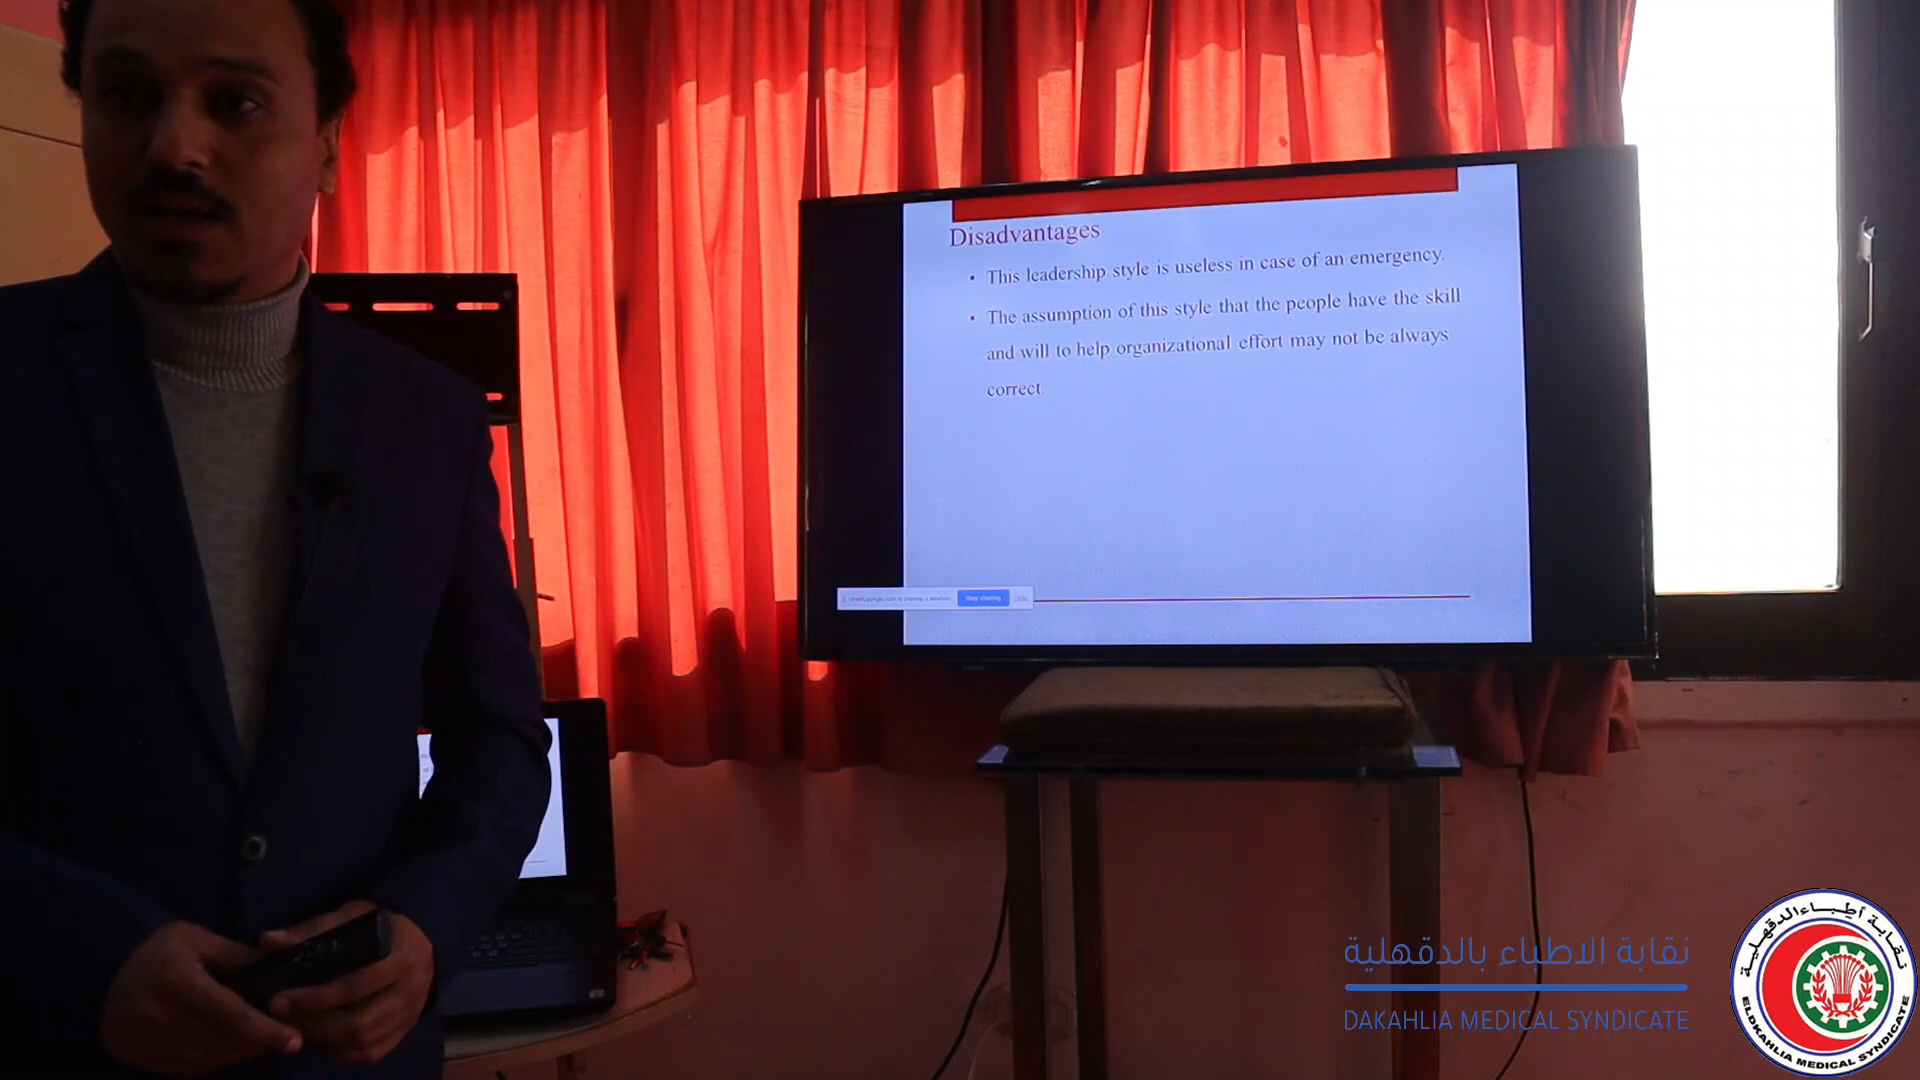 Disadvantages
• This leadership style is useless in case of an emergency.
• The assumption of this style that the people have the skill
and will to help organizational effort may not be always
correct.
Stop sharing
نقابة الاطباء بالدقهلية
DAKAHLIA MEDICAL SYNDICATE
نقابة أطباء الدقهلية
ELDKAHLIA MEDICAL SYNDICATE